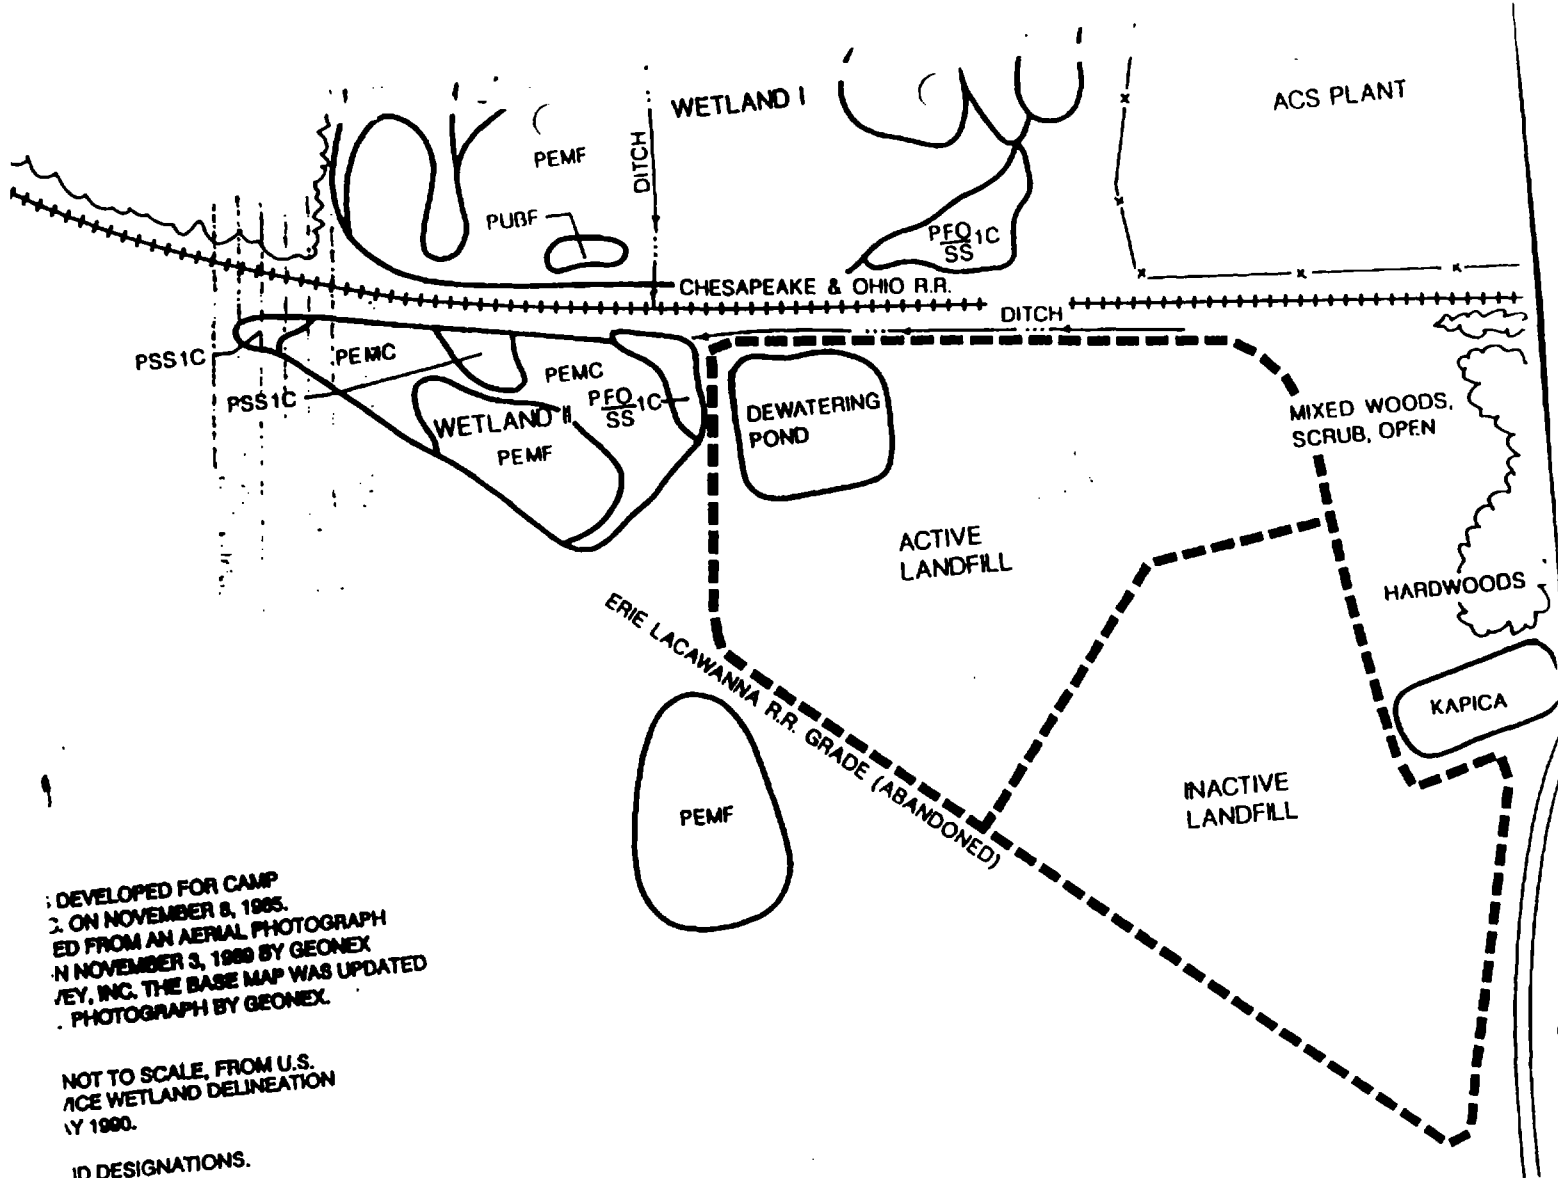 WETLAND I
ACS PLANT
PEMF
DITCH
PUBF
PFO
SS 1C
CHESAPEAKE & OHIO R.R.
DITCH
PSS1C
PEMC
PSS1C
PEMC
PFO
SS 1C
WETLAND II
PEMF
DEWATERING
POND
MIXED WOODS,
SCRUB, OPEN
ACTIVE
LANDFILL
HARDWOODS
ERIE LACAWANNA R.R. GRADE (ABANDONED)
KAPICA
PEMF
INACTIVE
LANDFILL
DEVELOPED FOR CAMP
ON NOVEMBER 8, 1985.
ED FROM AN AERIAL PHOTOGRAPH
N NOVEMBER 3, 1989 BY GEONEX
VEY, INC. THE BASE MAP WAS UPDATED
PHOTOGRAPH BY GEONEX.
NOT TO SCALE, FROM U.S.
ICE WETLAND DELINEATION
Y 1990.
ID DESIGNATIONS.